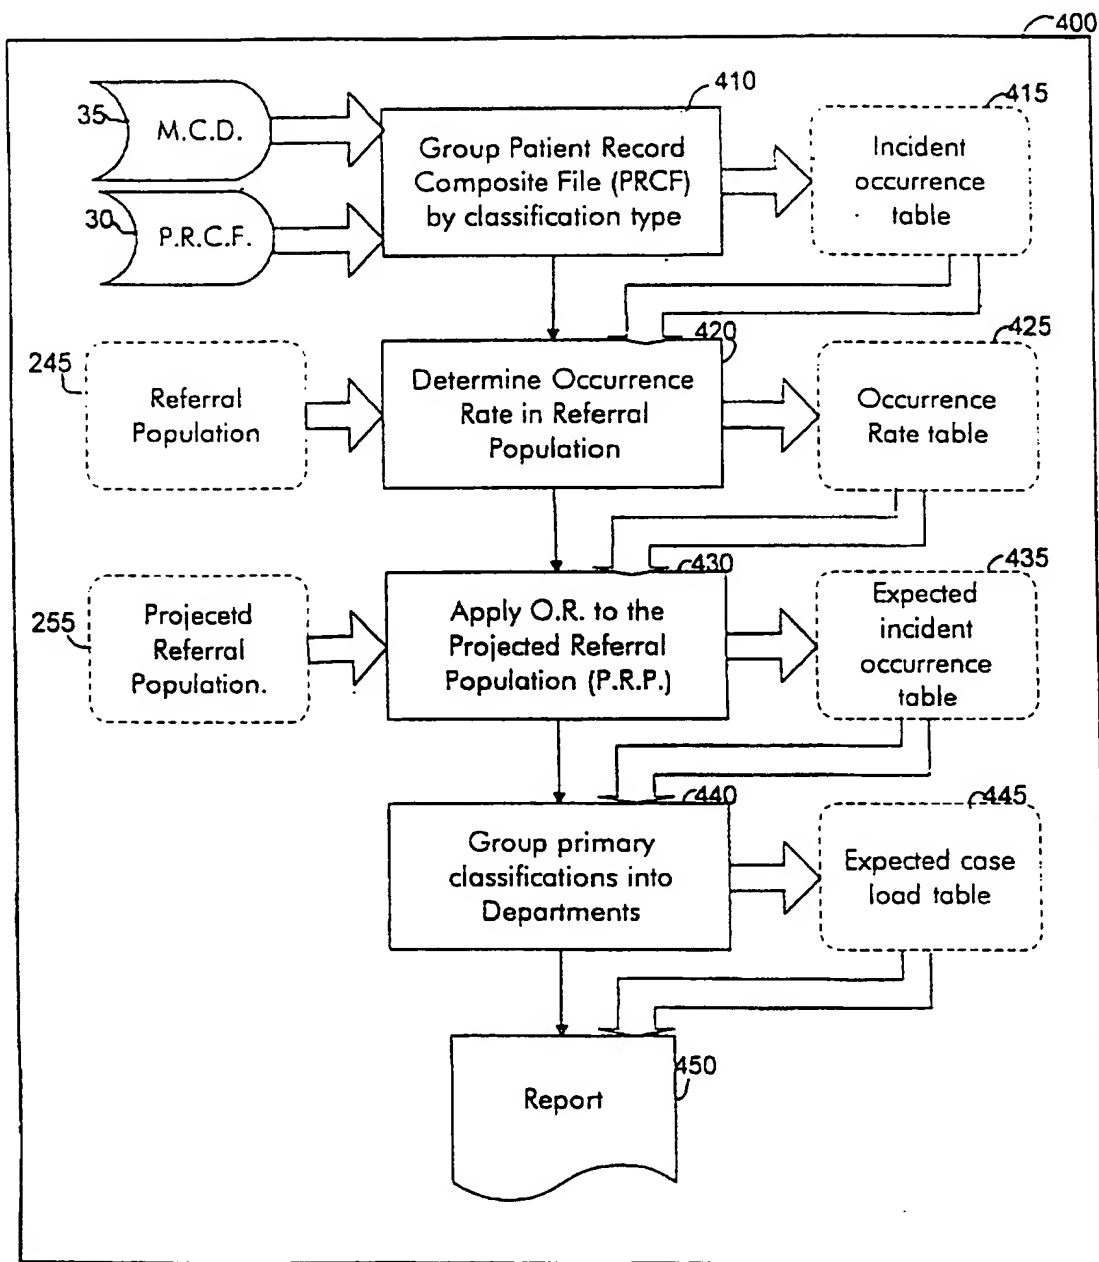 400
35
M.C.D.
30
P.R.C.F.
410
Group Patient Record
Composite File (PRCF)
by classification type
415
Incident
occurrence
table
245
Referral
Population
420
Determine Occurrence
Rate in Referral
Population
425
Occurrence
Rate table
255
Projecetd
Referral
Population.
430
Apply O.R. to the
Projected Referral
Population (P.R.P.)
435
Expected
incident
occurrence
table
440
Group primary
classifications into
Departments
445
Expected case
load table
450
Report